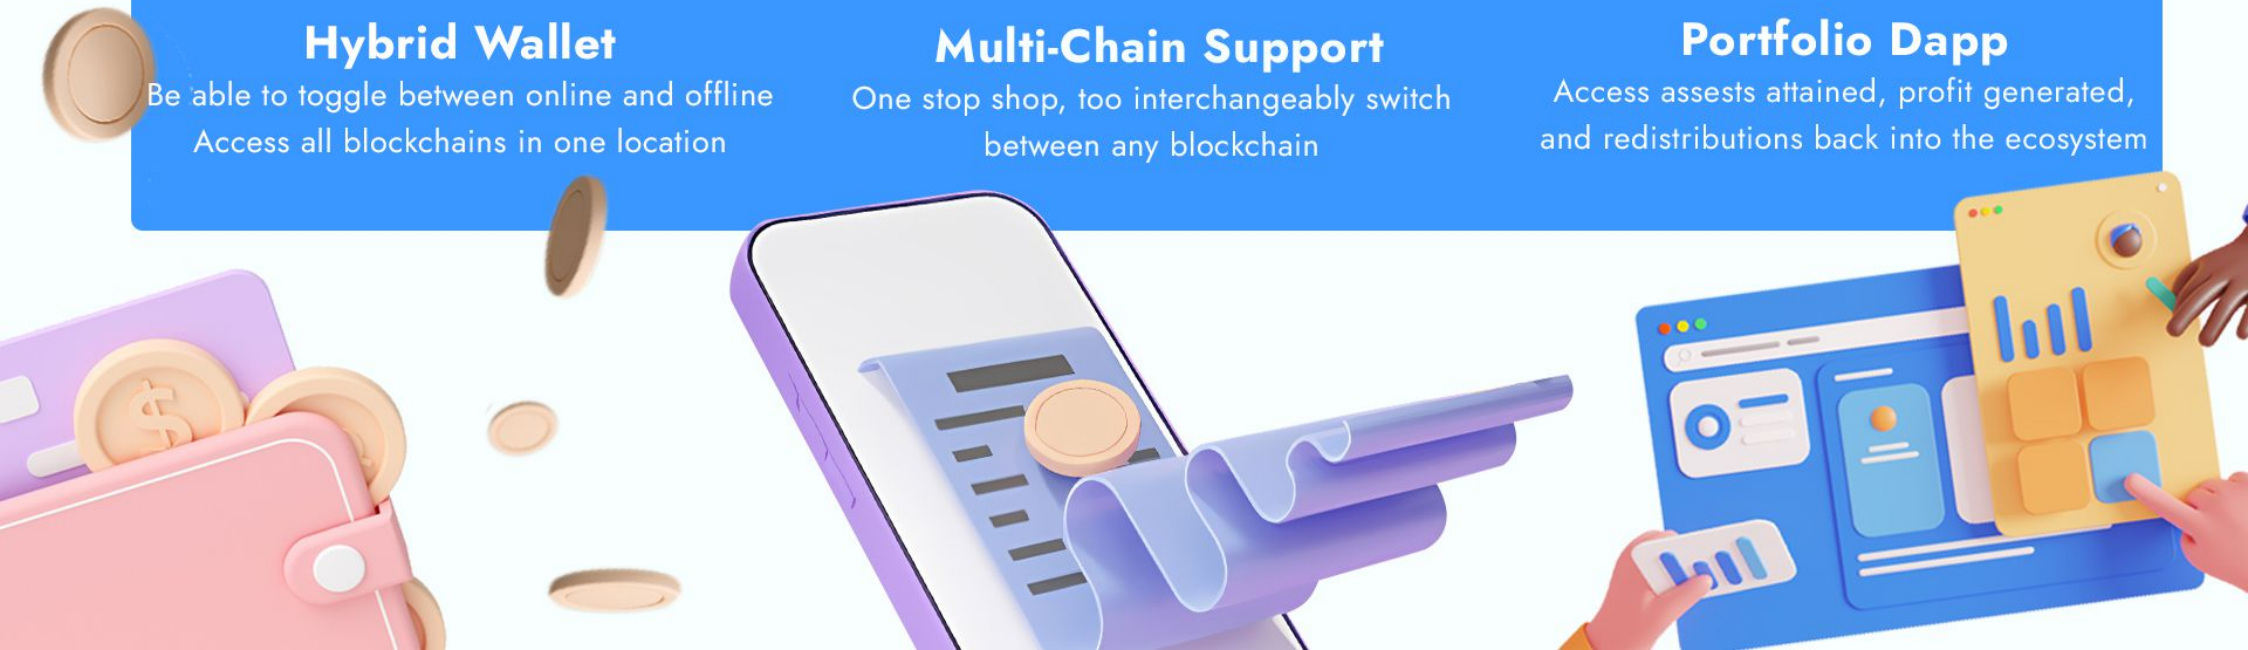 Hybrid Wallet
Be able to toggle between online and offline
Access all blockchains in one location
Multi-Chain Support
One stop shop, too interchangeably switch
between any blockchain
Portfolio Dapp
Access assests attained, profit generated,
and redistributions back into the ecosystem
$